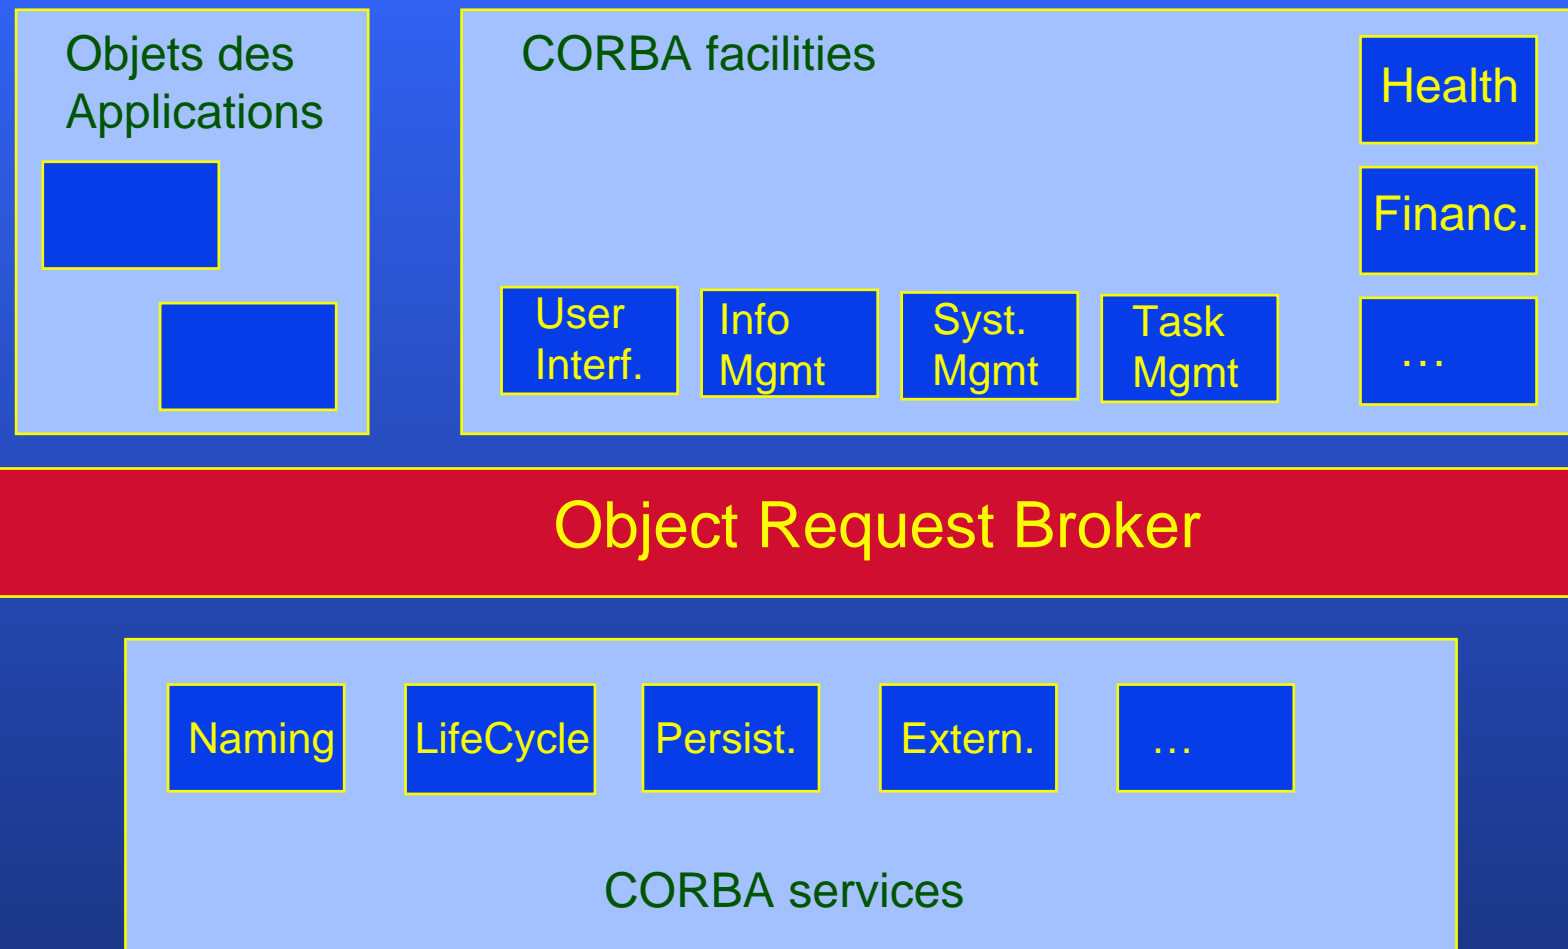 Objets des
Applications
CORBA facilities
Health
Financ.
…
User
Interf.
Info
Mgmt
Syst.
Mgmt
Task
Mgmt
Object Request Broker
Naming
LifeCycle
Persist.
Extern.
…
CORBA services